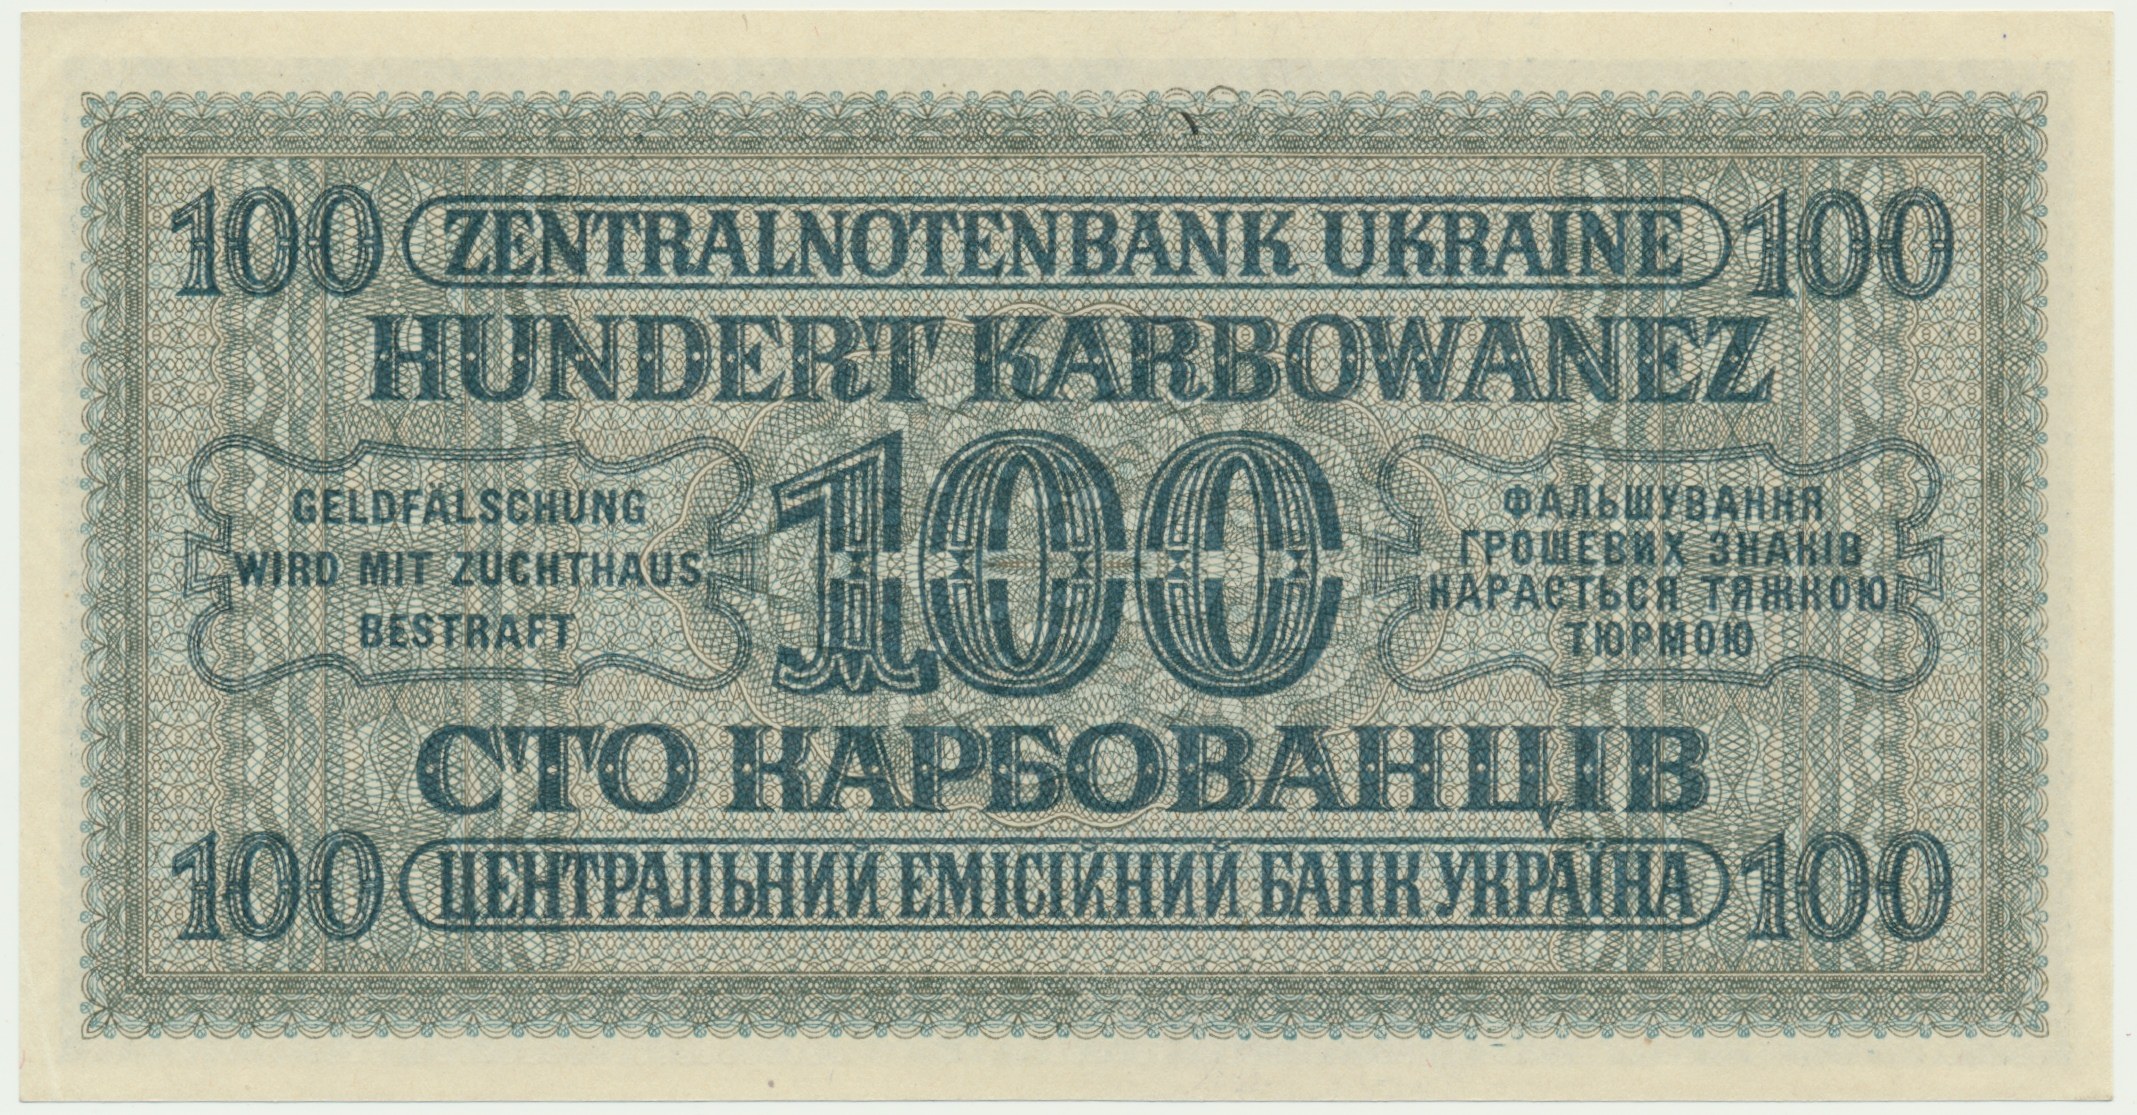 100 ZENTRALNOTENBANK UKRAINE 100
HUNDERT KARBOWANEZ
GELDFÄLSCHUNG
WIRD MIT ZUCHTHAUS
BESTRAFT
100
ФАЛЬШУВАННЯ
ГРОШЕВИХ ЗНАКІВ
КАРАЄТЬСЯ ТЯЖКОЮ
ТЮРМОЮ
СТО КАРБОВАНЦІВ
100 ЦЕНТРАЛЬНИЙ ЕМІСІЙНИЙ БАНК УКРАЇНА 100